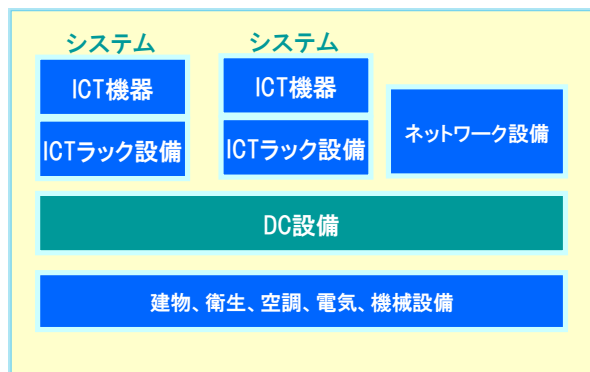 システム
ICT機器
ICTラック設備
システム
ICT機器
ICTラック設備
ネットワーク設備
DC設備
建物、衛生、空調、電気、機械設備